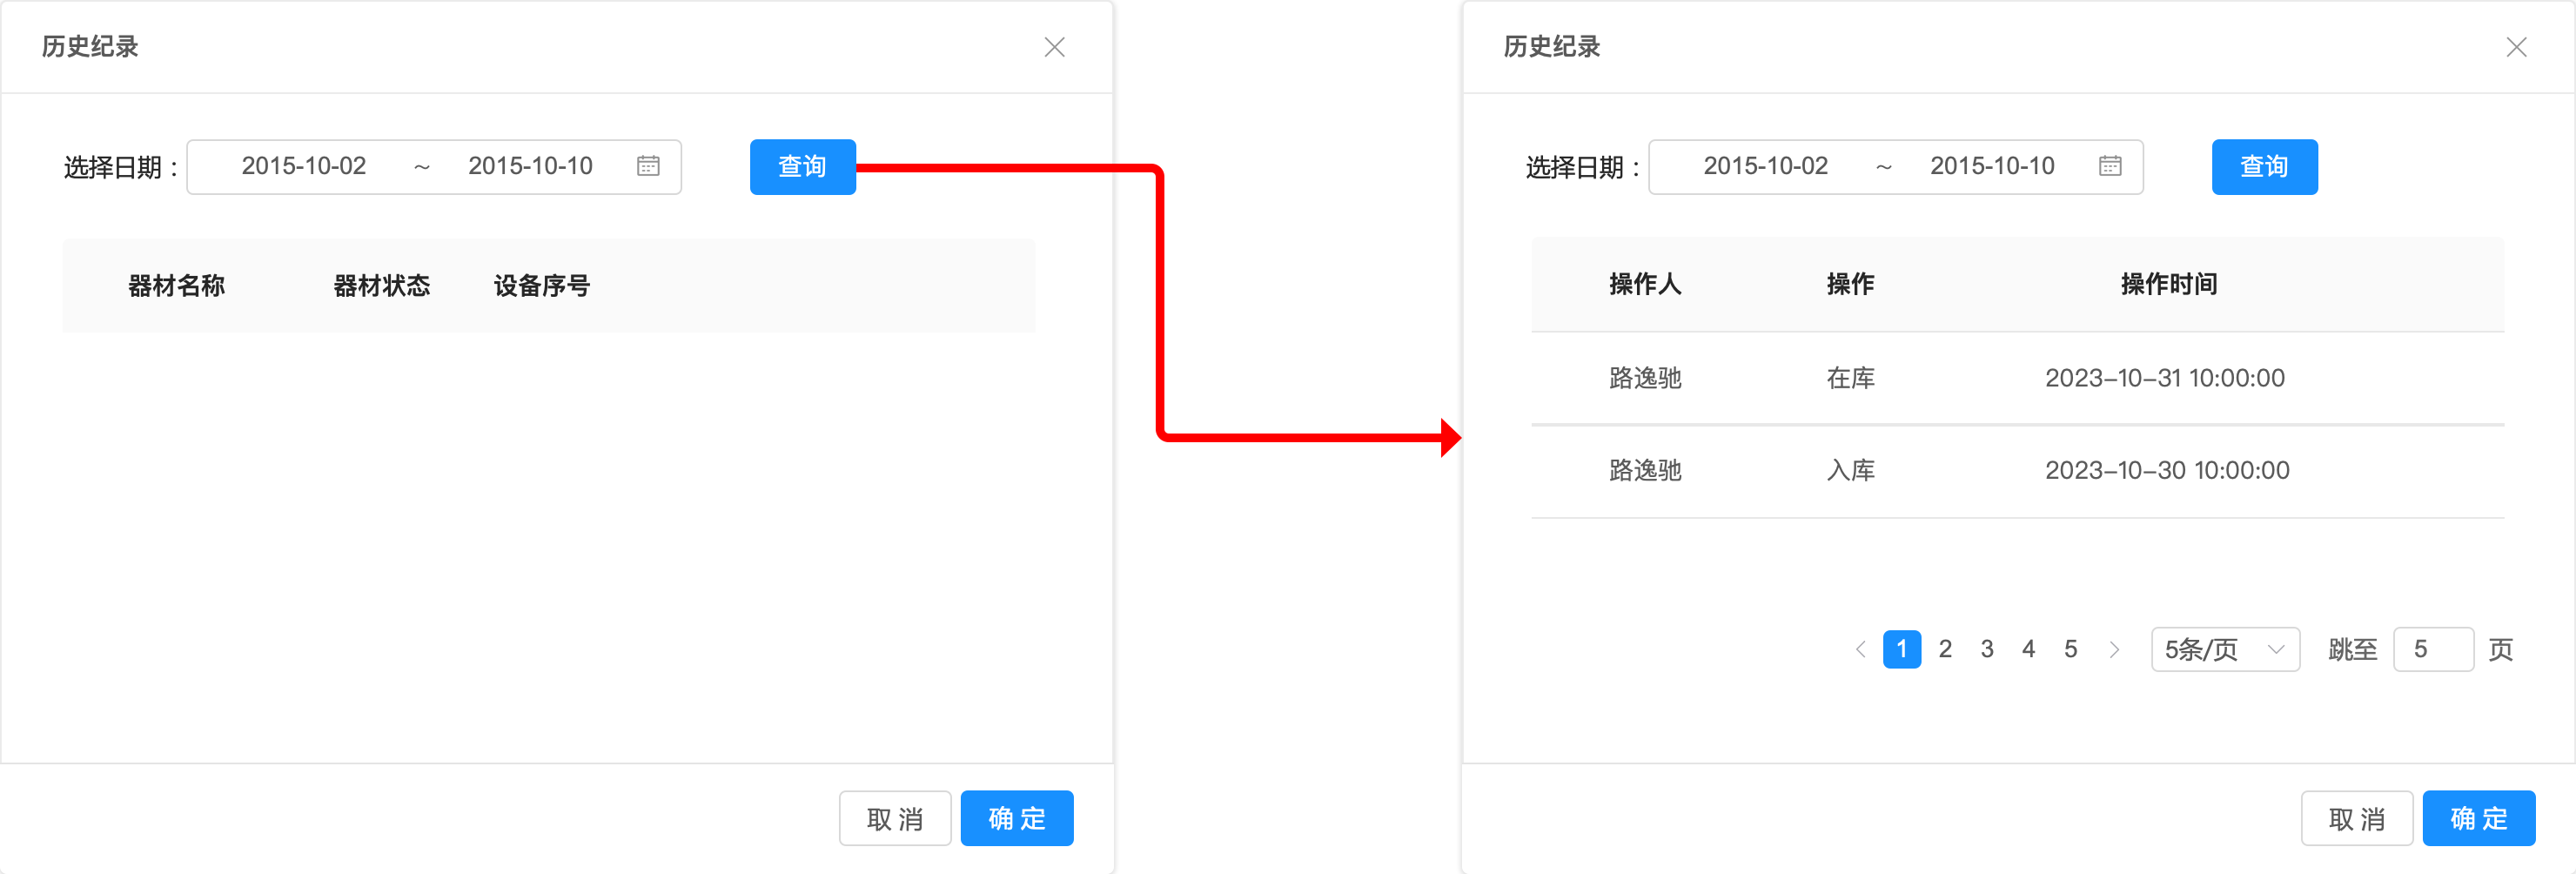 历史纪录
选择日期： 2015-10-02 ~ 2015-10-10 查询
器材名称 器材状态 设备序号
取 消 确 定
历史纪录
选择日期： 2015-10-02 ~ 2015-10-10 查询
操作人 操作 操作时间
路逸驰 在库 2023-10-31 10:00:00
路逸驰 入库 2023-10-30 10:00:00
1 2 3 4 5 5条/页 跳至 5 页
取 消 确 定